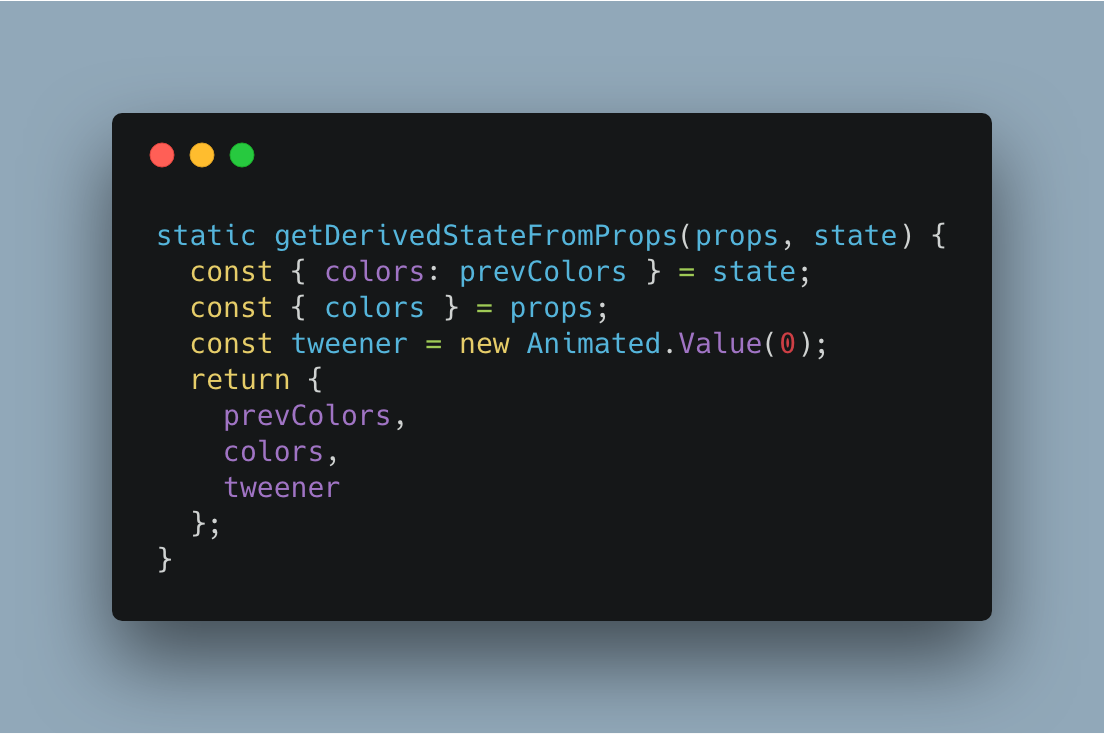 static getDerivedStateFromProps(props, state) {
  const { colors: prevColors } = state;
  const { colors } = props;
  const tweener = new Animated.Value(0);
  return {
    prevColors,
    colors,
    tweener
  };
}